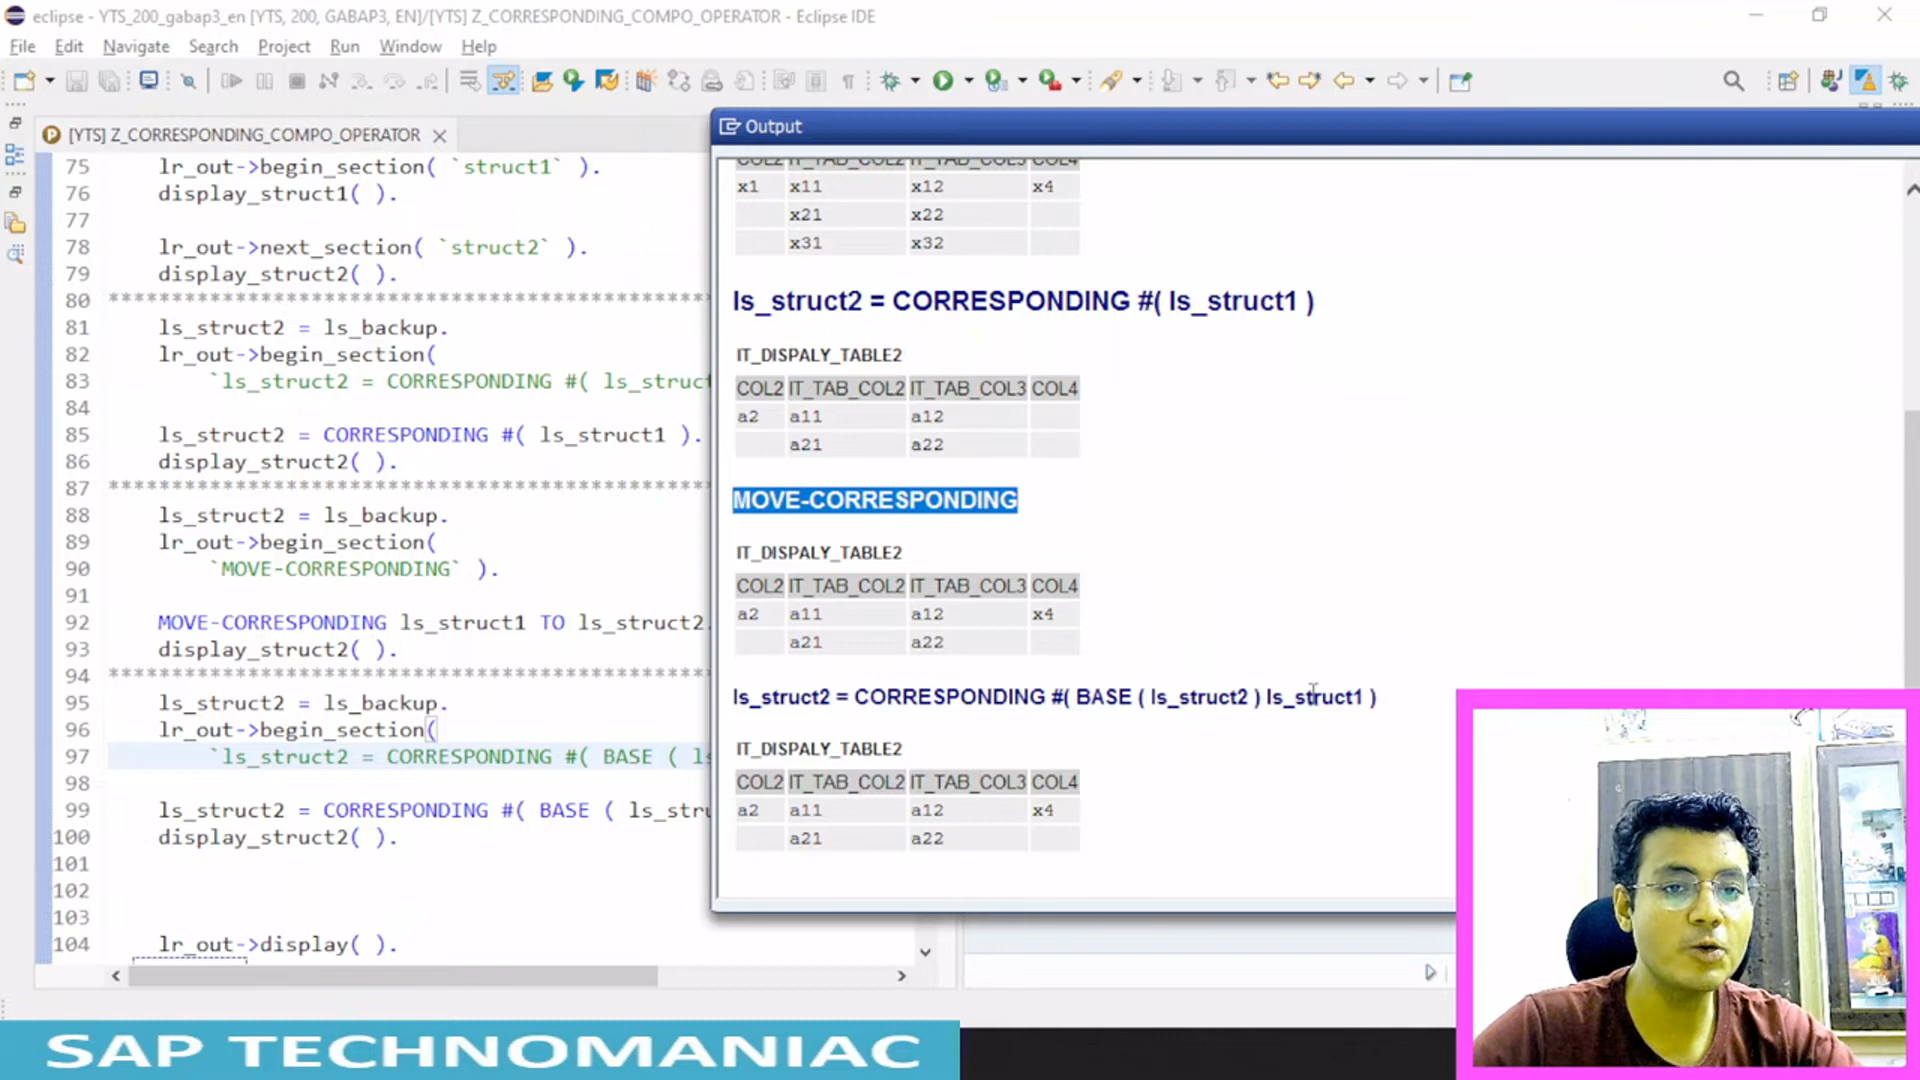 eclipse - YTS_200_gabap3_en [YTS, 200, GABAP3, EN]/[YTS] Z_CORRESPONDING_COMPO_OPERATOR - Eclipse IDE
File Edit Navigate Search Project Run Window Help
[YTS] Z_CORRESPONDING_COMPO_OPERATOR
75 lr_out->begin_section( `struct1` ).
76 display_struct1( ).
77
78 lr_out->next_section( `struct2` ).
79 display_struct2( ).
80 ************************************************
81 ls_struct2 = ls_backup.
82 lr_out->begin_section(
83 `ls_struct2 = CORRESPONDING #( ls_struct
84
85 ls_struct2 = CORRESPONDING #( ls_struct1 ).
86 display_struct2( ).
87 ************************************************
88 ls_struct2 = ls_backup.
89 lr_out->begin_section(
90 `MOVE-CORRESPONDING` ).
91
92 MOVE-CORRESPONDING ls_struct1 TO ls_struct2.
93 display_struct2( ).
94 ************************************************
95 ls_struct2 = ls_backup.
96 lr_out->begin_section(
97 `ls_struct2 = CORRESPONDING #( BASE ( ls
98
99 ls_struct2 = CORRESPONDING #( BASE ( ls_stru
100 display_struct2( ).
101
102
103
104 lr_out->display( ).
Output
COL2 IT_TAB_COL2 IT_TAB_COL3 COL4
x1 x11 x12 x4
x21 x22
x31 x32
ls_struct2 = CORRESPONDING #( ls_struct1 )
IT_DISPALY_TABLE2
COL2 IT_TAB_COL2 IT_TAB_COL3 COL4
a2 a11 a12
a21 a22
MOVE-CORRESPONDING
IT_DISPALY_TABLE2
COL2 IT_TAB_COL2 IT_TAB_COL3 COL4
a2 a11 a12 x4
a21 a22
ls_struct2 = CORRESPONDING #( BASE ( ls_struct2 ) ls_struct1 )
IT_DISPALY_TABLE2
COL2 IT_TAB_COL2 IT_TAB_COL3 COL4
a2 a11 a12 x4
a21 a22
SAP TECHNOMANIAC